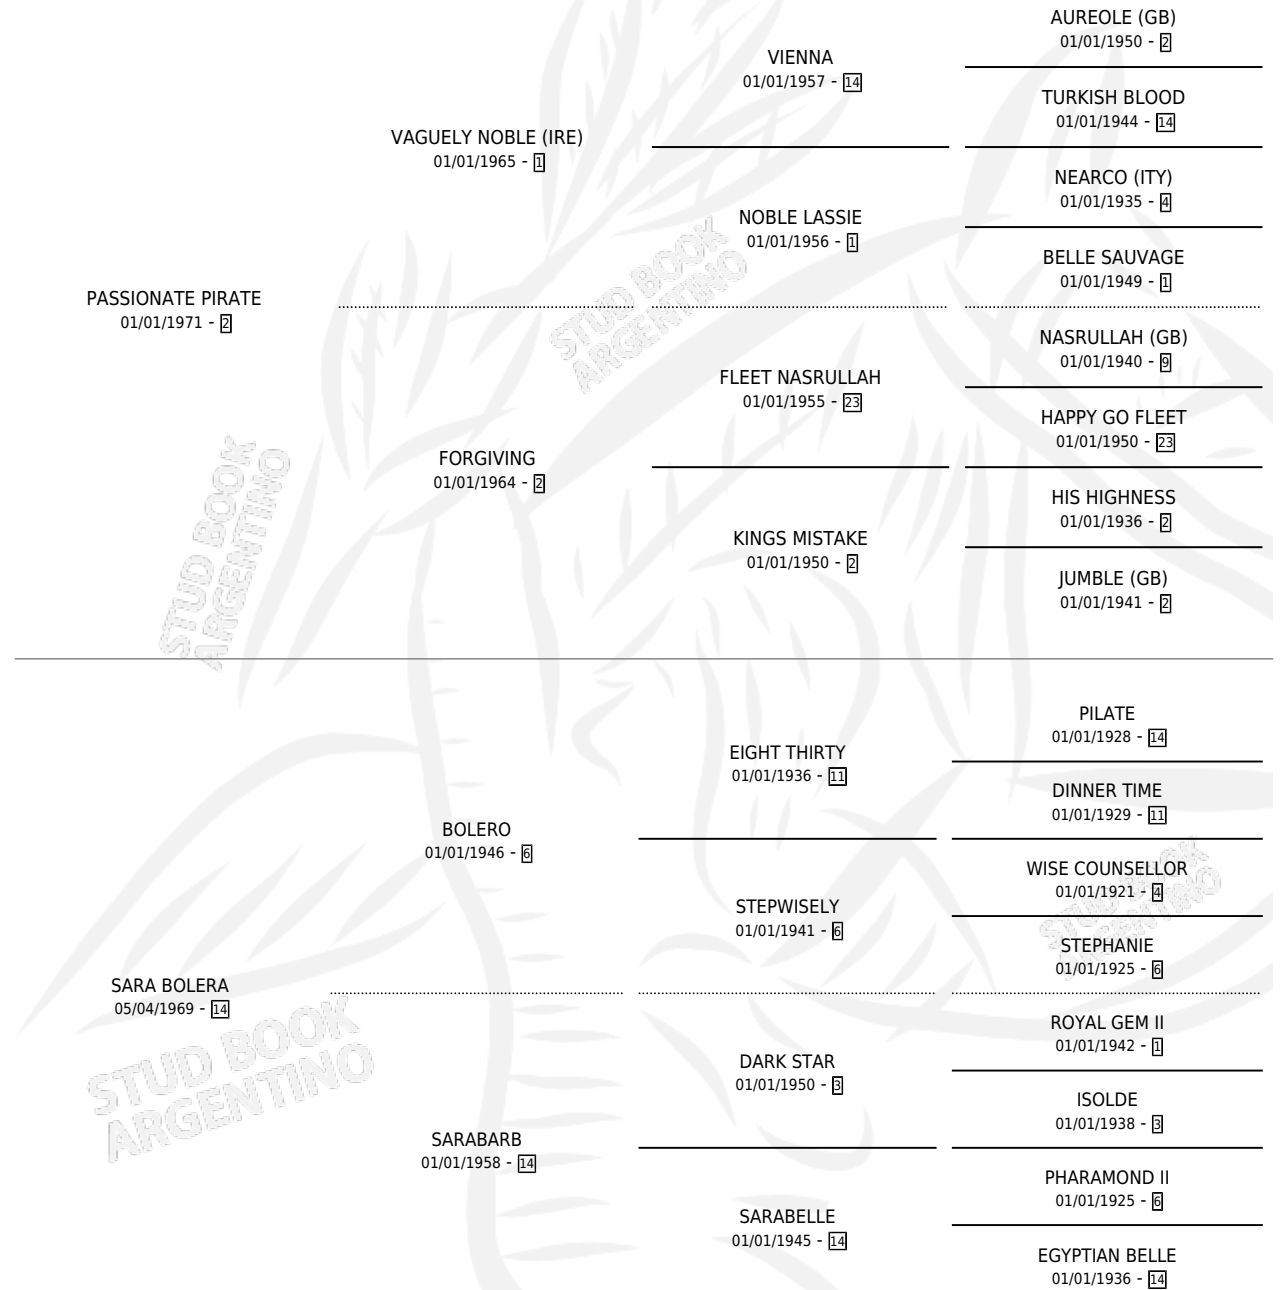 AUREOLE (GB)
01/01/1950 - 2
VIENNA
01/01/1957 - 14
TURKISH BLOOD
01/01/1944 - 14
VAGUELY NOBLE (IRE)
01/01/1965 - 1
NEARCO (ITY)
01/01/1935 - 4
NOBLE LASSIE
01/01/1956 - 1
BELLE SAUVAGE
01/01/1949 - 1
PASSIONATE PIRATE
01/01/1971 - 2
NASRULLAH (GB)
01/01/1940 - 9
FLEET NASRULLAH
01/01/1955 - 23
HAPPY GO FLEET
01/01/1950 - 23
FORGIVING
01/01/1964 - 2
HIS HIGHNESS
01/01/1936 - 2
KINGS MISTAKE
01/01/1950 - 2
JUMBLE (GB)
01/01/1941 - 2
STUD BOOK
ARGENTINO
STUD BOOK
ARGENTINO
PILATE
01/01/1928 - 14
EIGHT THIRTY
01/01/1936 - 11
DINNER TIME
01/01/1929 - 11
BOLERO
01/01/1946 - 6
WISE COUNSELLOR
01/01/1921 - 4
STEPWISELY
01/01/1941 - 6
STEPHANIE
01/01/1925 - 6
SARA BOLERA
05/04/1969 - 14
ROYAL GEM II
01/01/1942 - 1
DARK STAR
01/01/1950 - 3
ISOLDE
01/01/1938 - 3
SARABARB
01/01/1958 - 14
PHARAMOND II
01/01/1925 - 6
SARABELLE
01/01/1945 - 14
EGYPTIAN BELLE
01/01/1936 - 14
STUD BOOK
ARGENTINO
STUD BOOK
ARGENTINO